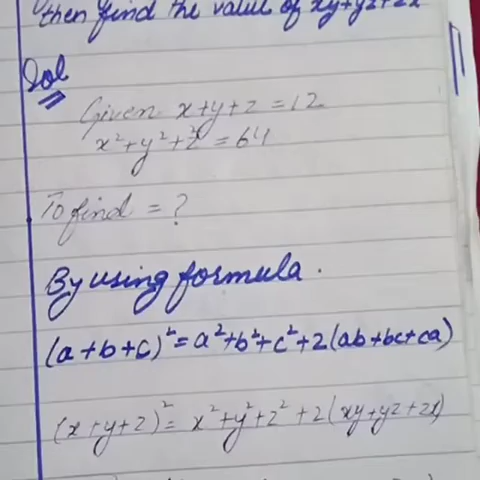 then find the value of xy+yz+zx
Sol
Given x+y+z=12
x²+y²+z²=64
To find = ?
By using formula.
(a+b+c)²=a²+b²+c²+2(ab+bc+ca)
(x+y+z)²= x²+y²+z²+2(xy+yz+zx)